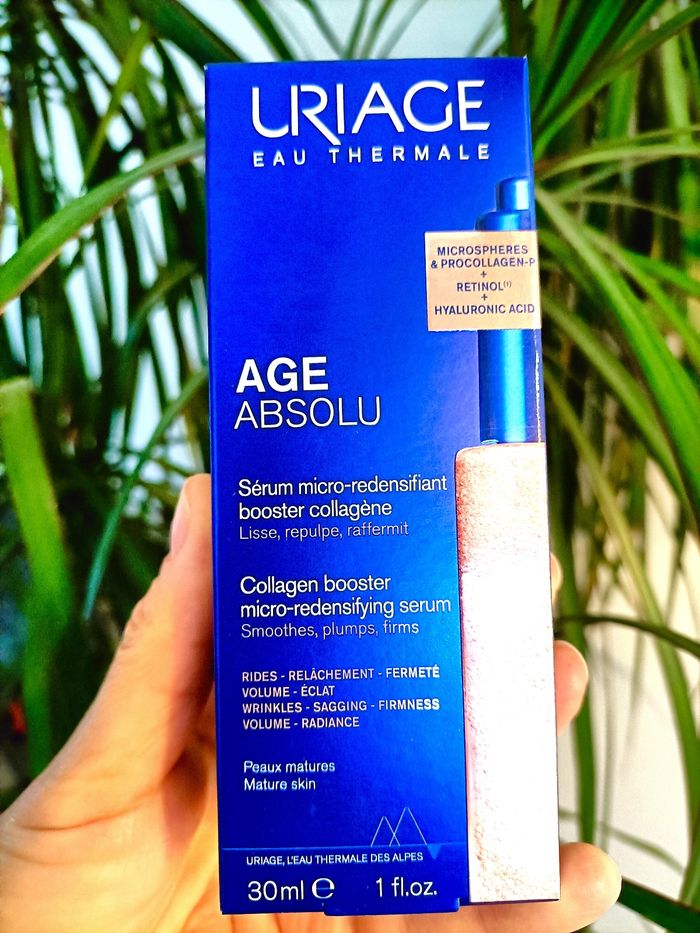 URIAGE
EAU THERMALE
MICROSPHERES
& PROCOLLAGEN-P
+
RETINOL(1)
+
HYALURONIC ACID
AGE
ABSOLU
Sérum micro-redensifiant
booster collagène
Lisse, repulpe, raffermit
Collagen booster
micro-redensifying serum
Smoothes, plumps, firms
RIDES - RELÂCHEMENT - FERMETÉ
VOLUME - ÉCLAT
WRINKLES - SAGGING - FIRMNESS
VOLUME - RADIANCE
Peaux matures
Mature skin
URIAGE, L'EAU THERMALE DES ALPES
30ml ℮ 1 fl.oz.